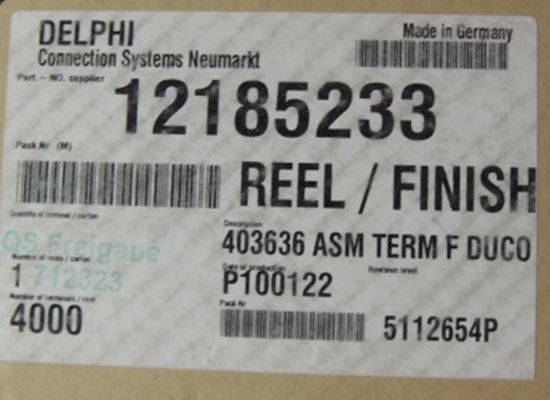 DELPHI
Connection Systems Neumarkt
Made in Germany
Part.- NO. supplier
12185233
Pack Nr (M)
REEL / FINISH
Quantity of terminal / carton
Description
QS Freigabe
403636 ASM TERM F DUCO
Number of reels / carton
Date of production
Revision level
1 712323
P100122
Number of terminals / reel
4000
Pack Nr
5112654P